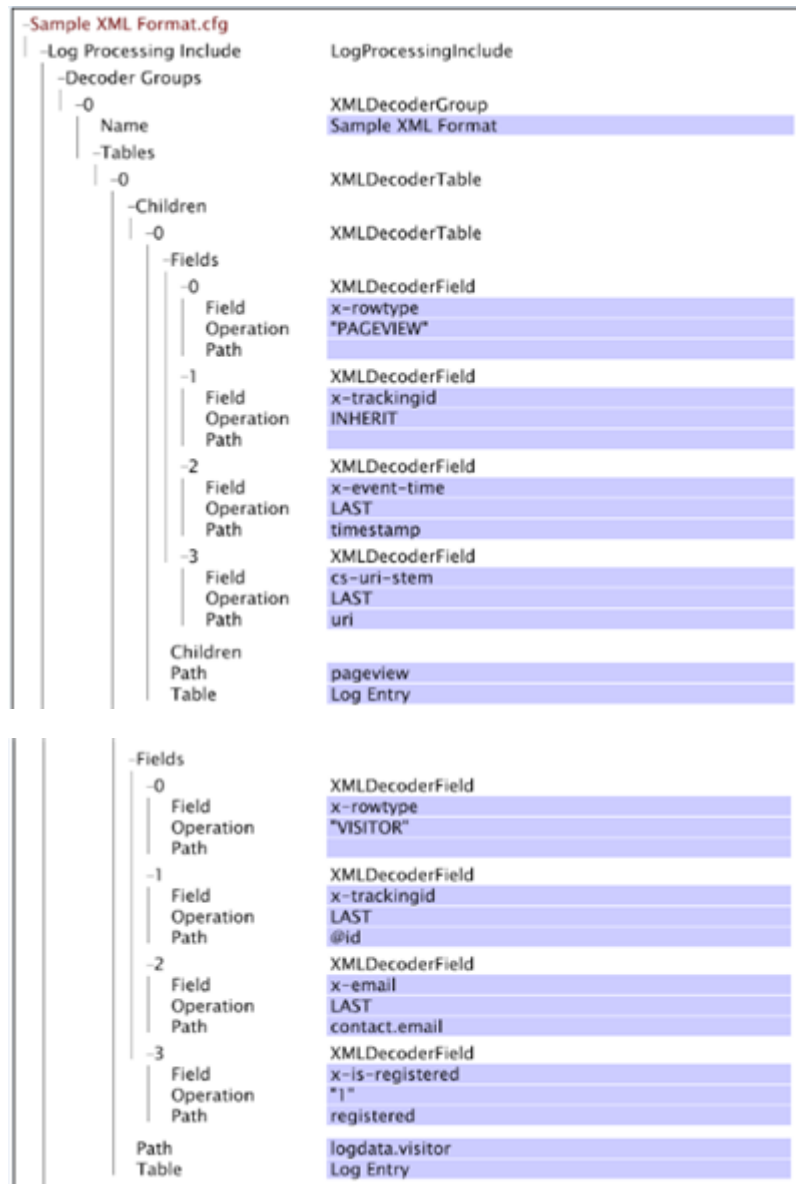 -Sample XML Format.cfg
-Log Processing Include LogProcessingInclude
-Decoder Groups
-0 XMLDecoderGroup
Name Sample XML Format
-Tables
-0 XMLDecoderTable
-Children
-0 XMLDecoderTable
-Fields
-0 XMLDecoderField
Field x-rowtype
Operation "PAGEVIEW"
Path
-1 XMLDecoderField
Field x-trackingid
Operation INHERIT
Path
-2 XMLDecoderField
Field x-event-time
Operation LAST
Path timestamp
-3 XMLDecoderField
Field cs-uri-stem
Operation LAST
Path uri
Children
Path pageview
Table Log Entry
-Fields
-0 XMLDecoderField
Field x-rowtype
Operation "VISITOR"
Path
-1 XMLDecoderField
Field x-trackingid
Operation LAST
Path @id
-2 XMLDecoderField
Field x-email
Operation LAST
Path contact.email
-3 XMLDecoderField
Field x-is-registered
Operation "1"
Path registered
Path logdata.visitor
Table Log Entry